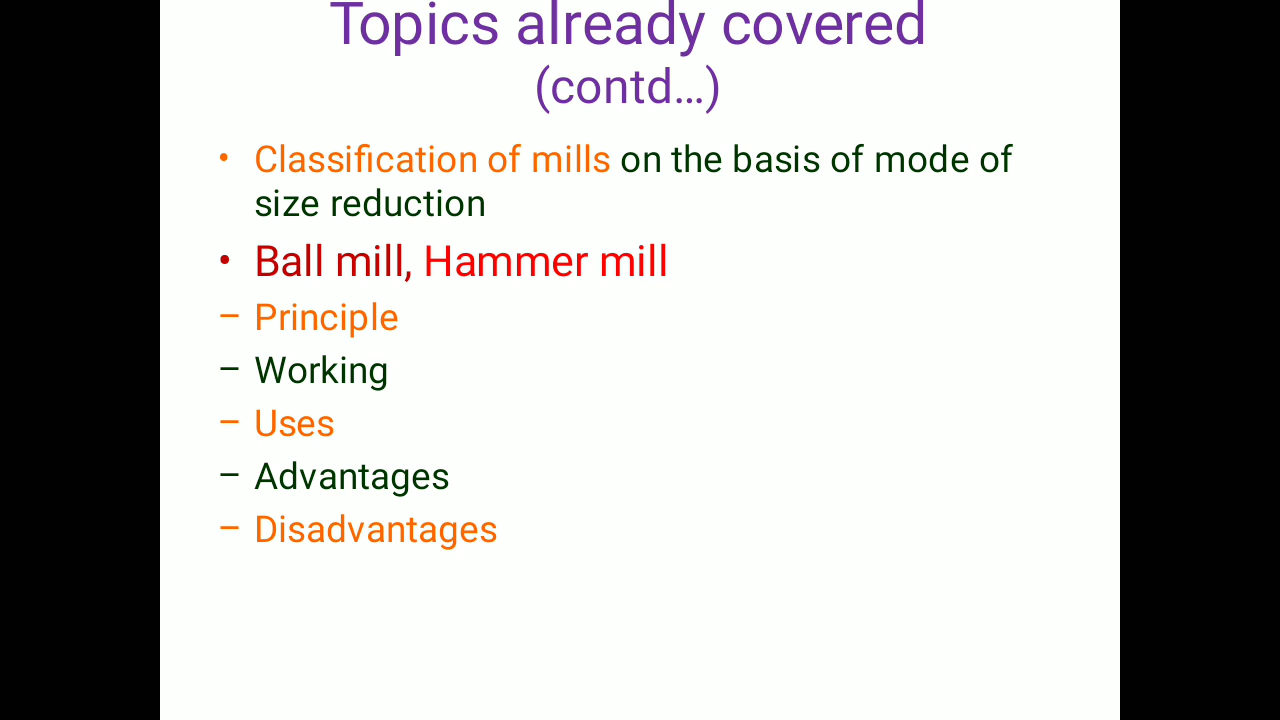 Topics already covered
(contd...)
• Classification of mills on the basis of mode of
size reduction
• Ball mill, Hammer mill
– Principle
– Working
– Uses
– Advantages
– Disadvantages